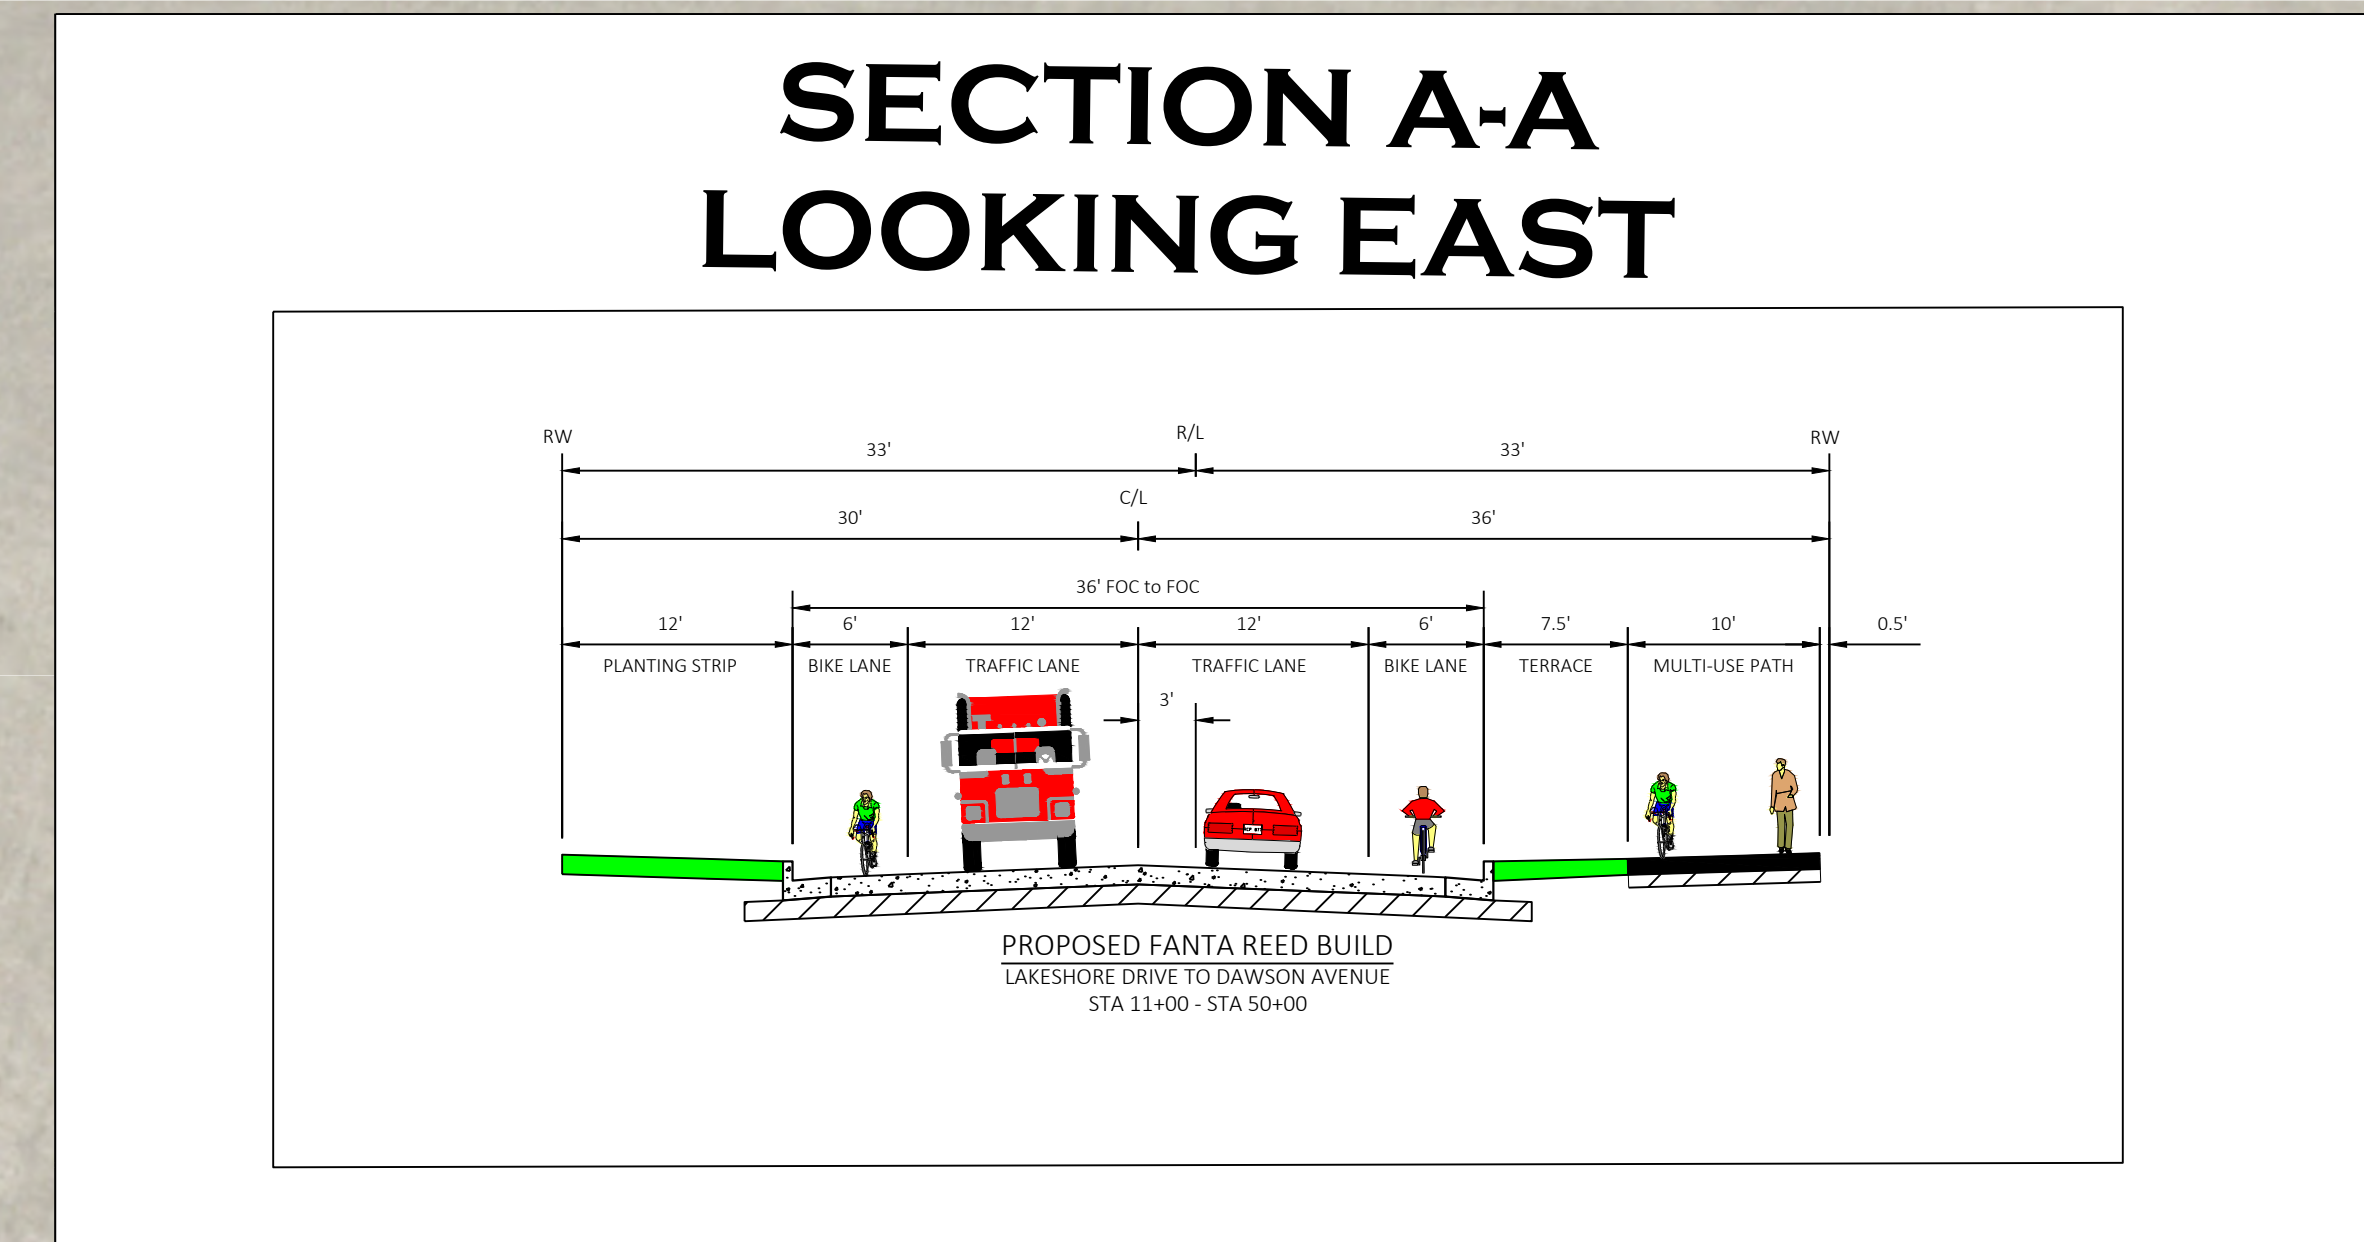 SECTION A-A
LOOKING EAST
RW
R/L
RW
33'
33'
C/L
30'
36'
36' FOC to FOC
12'
6'
12'
12'
6'
7.5'
10'
0.5'
PLANTING STRIP
BIKE LANE
TRAFFIC LANE
TRAFFIC LANE
BIKE LANE
TERRACE
MULTI-USE PATH
3'
PROPOSED FANTA REED BUILD
LAKESHORE DRIVE TO DAWSON AVENUE
STA 11+00 - STA 50+00